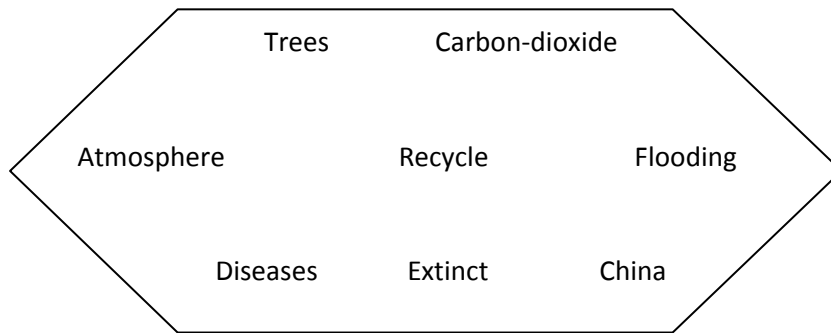 Trees Carbon-dioxide
Atmosphere Recycle Flooding
Diseases Extinct China